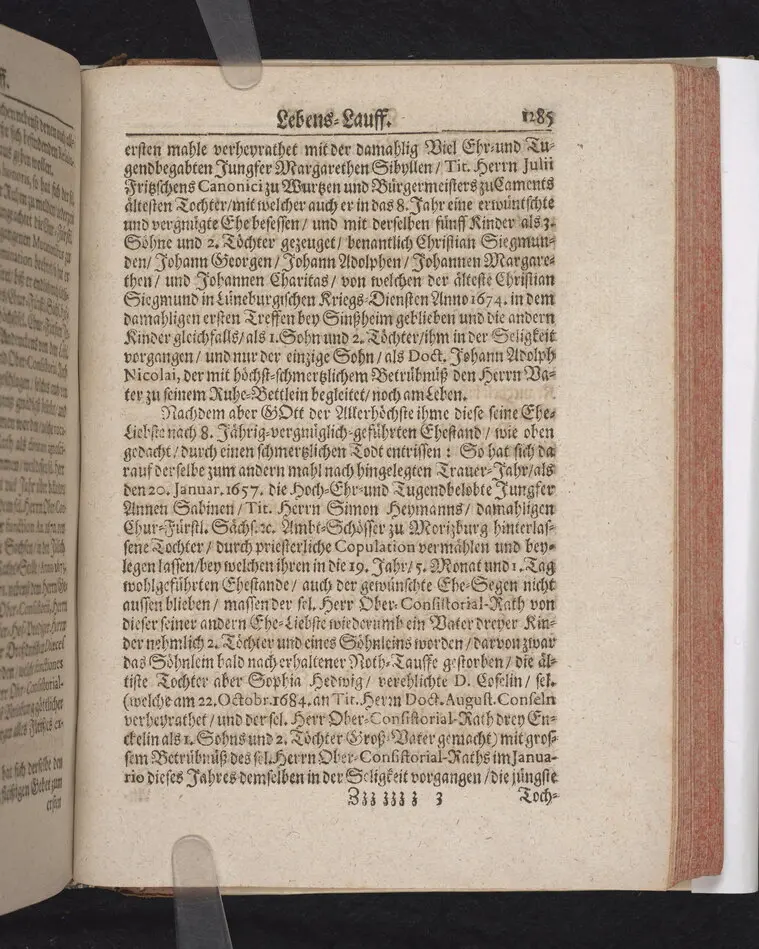 Lebens-Lauff. 1285
ersten mahle verheyrathet mit der damahlig Viel Ehr-und Tu-
gendbegabten Jungfer Margarethen Sibyllen / Tit. Herrn Julii
Fritzschens Canonici zu Wurtzen und Bürgermeisters zu Caments
ältesten Tochter / mit welcher auch er in das 8. Jahr eine erwüntschte
und vergnügte Ehe besessen / und mit derselben fünff Kinder als 3.
Söhne und 2. Töchter gezeuget / benantlich Christian Siegmun-
den / Johann Georgen / Johann Adolphen / Johannen Margare-
then / und Johannen Charitas / von welchen der älteste Christian
Siegmund in Lüneburgischen Kriegs-Diensten Anno 1674. in dem
damahligen ersten Treffen bey Sintzheim geblieben und die andern
Kinder gleichfalls / als 1. Sohn und 2. Töchter / ihm in der Seligkeit
vorgangen / und nur der einzige Sohn / als Doct. Johann Adolph
Nicolai, der mit höchst-schmertzlichem Betrübnüß den Herrn Va-
ter zu seinem Ruhe-Bettlein begleitet / noch am Leben.
Nachdem aber GOtt der Allerhöchste ihme diese seine Ehe-
Liebste nach 8. Jährig-vergnüglich-geführten Ehestand / wie oben
gedacht / durch einen schmertzlichen Todt entrissen : So hat sich da
rauf derselbe zum andern mahl nach hingelegten Trauer-Jahr / als
den 20. Januar. 1657. die Hoch-Ehr-und Tugendbelobte Jungfer
Annen Sabinen / Tit. Herrn Simon Heymanns / damahligen
Chur-Fürstl. Sächs. ꝛc. Ambt-Schösser zu Moritzburg hinterlas-
sene Tochter / durch priesterliche Copulation vermählen und bey-
legen lassen / bey welchen ihren in die 19. Jahr / 5. Monat und 1. Tag
wohlgeführten Ehestande / auch der gewünschte Ehe-Segen nicht
aussen blieben / massen der sel. Herr Ober-Consistorial-Rath von
dieser seiner andern Ehe-Liebste wiederumb ein Vater dreyer Kin-
der nehmlich 2. Töchter und eines Söhnleins worden / darvon zwar
das Söhnlein bald nach erhaltener Noth-Tauffe gestorben / die äl-
tiste Tochter aber Sophia Hedwig / verehlichte D. Coselin / sel.
(welche am 22. Octobr. 1684. an Tit. Herrn Doct. August. Conseln
verheyrathet / und der sel. Herr Ober-Consistorial-Rath drey En-
ckelin als 1. Sohns und 2. Töchter Groß-Vater gemacht) mit gros-
sem Betrübnüß des sel. Herrn Ober-Consistorial-Raths im Janua-
rio dieses Jahres demselben in der Seligkeit vorgangen / die jüngste
Zzz zzzz 3 Toch-